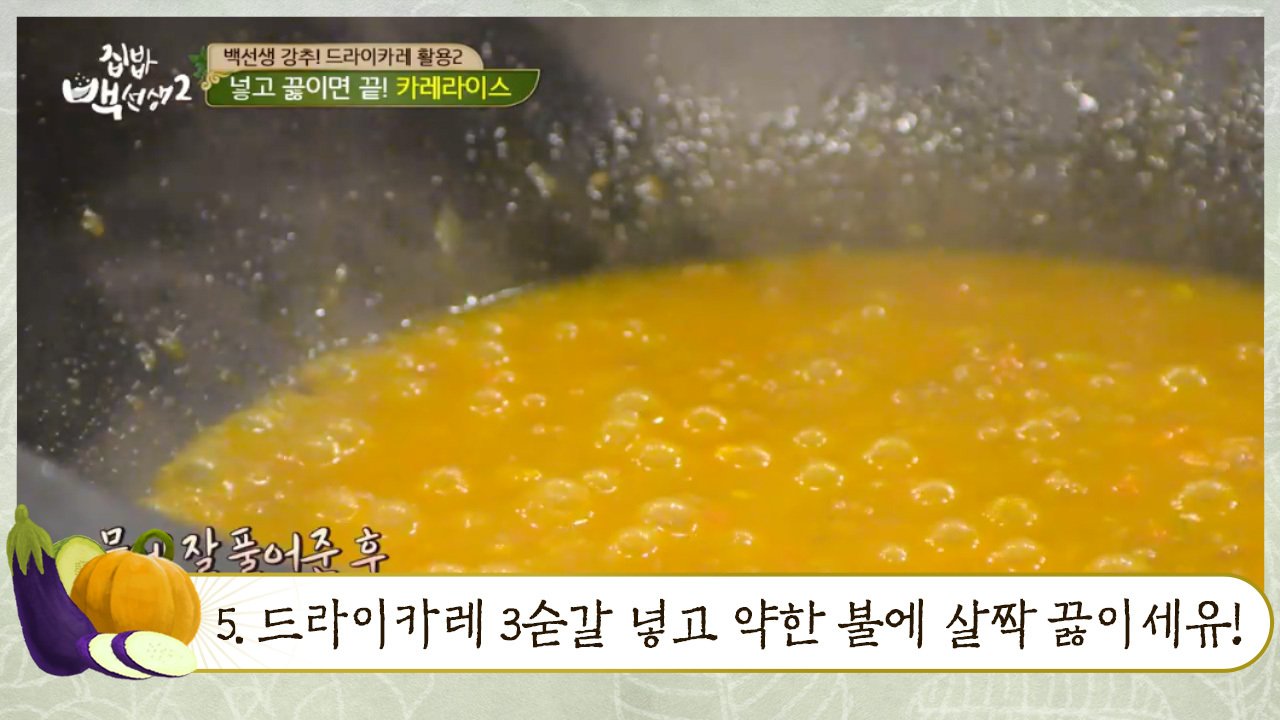 집밥
백선생2
백선생 강추! 드라이카레 활용2
넣고 끓이면 끝! 카레라이스
잘 풀어준 후
5. 드라이카레 3숟갈 넣고 약한 불에 살짝 끓이세유!